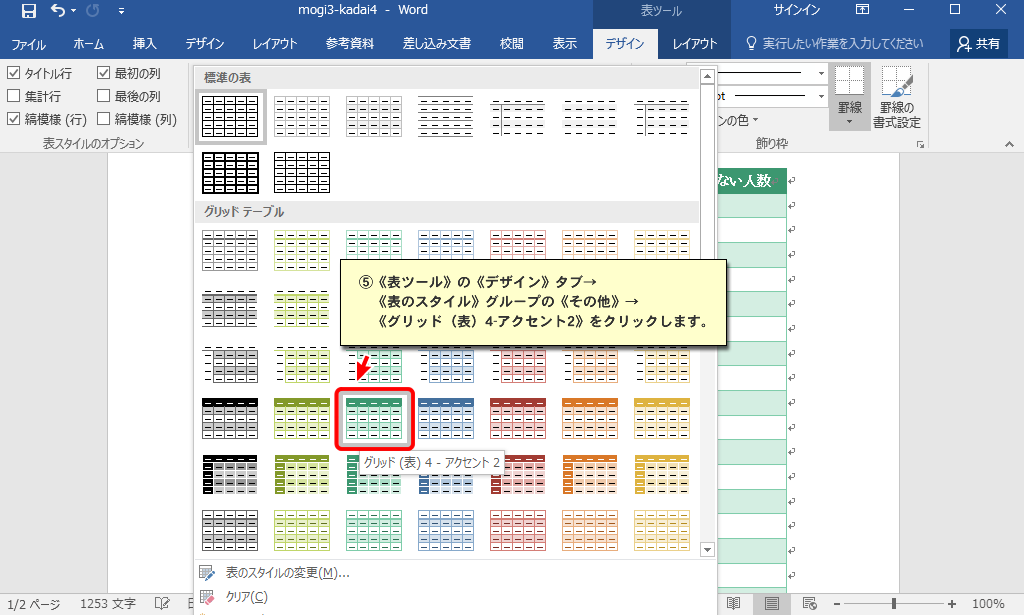 mogi3-kadai4 - Word
表ツール
サインイン
ファイル ホーム 挿入 デザイン レイアウト 参考資料 差し込み文書 校閲 表示 デザイン レイアウト 実行したい作業を入力してください 共有
タイトル行 最初の列
集計行 最後の列
縞模様 (行) 縞模様 (列)
表スタイルのオプション
標準の表
pt
ンの色
罫線
罫線の
書式設定
飾り枠
グリッド テーブル
ない人数
⑤《表ツール》の《デザイン》タブ→
《表のスタイル》グループの《その他》→
《グリッド（表）4-アクセント2》をクリックします。
グリッド (表) 4 - アクセント 2
表のスタイルの変更(M)...
クリア(C)
1/2 ページ 1253 文字
100%